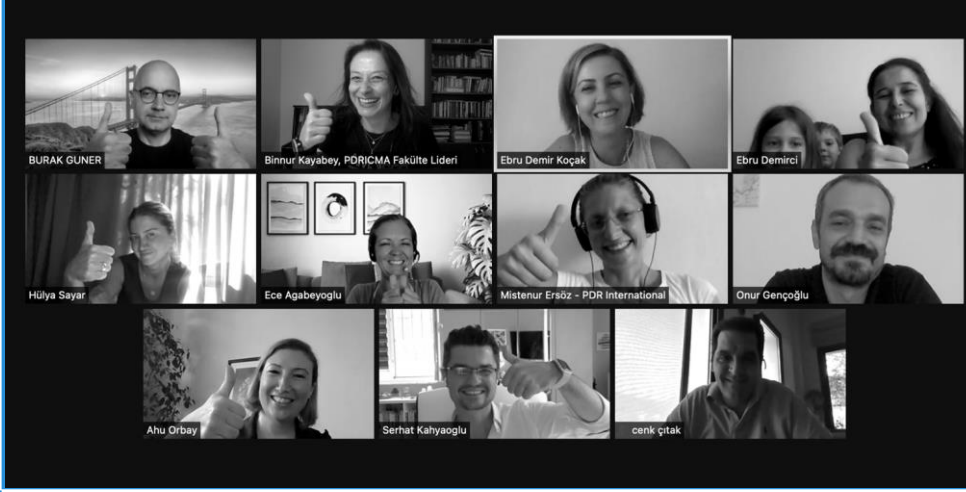 BURAK GUNER
Binnur Kayabey, PDRICMA Fakülte Lideri
Ebru Demir Koçak
Ebru Demirci
Hülya Sayar
Ece Agabeyoglu
Mistenur Ersöz - PDR International
Onur Gençoğlu
Ahu Orbay
Serhat Kahyaoglu
cenk çıtak